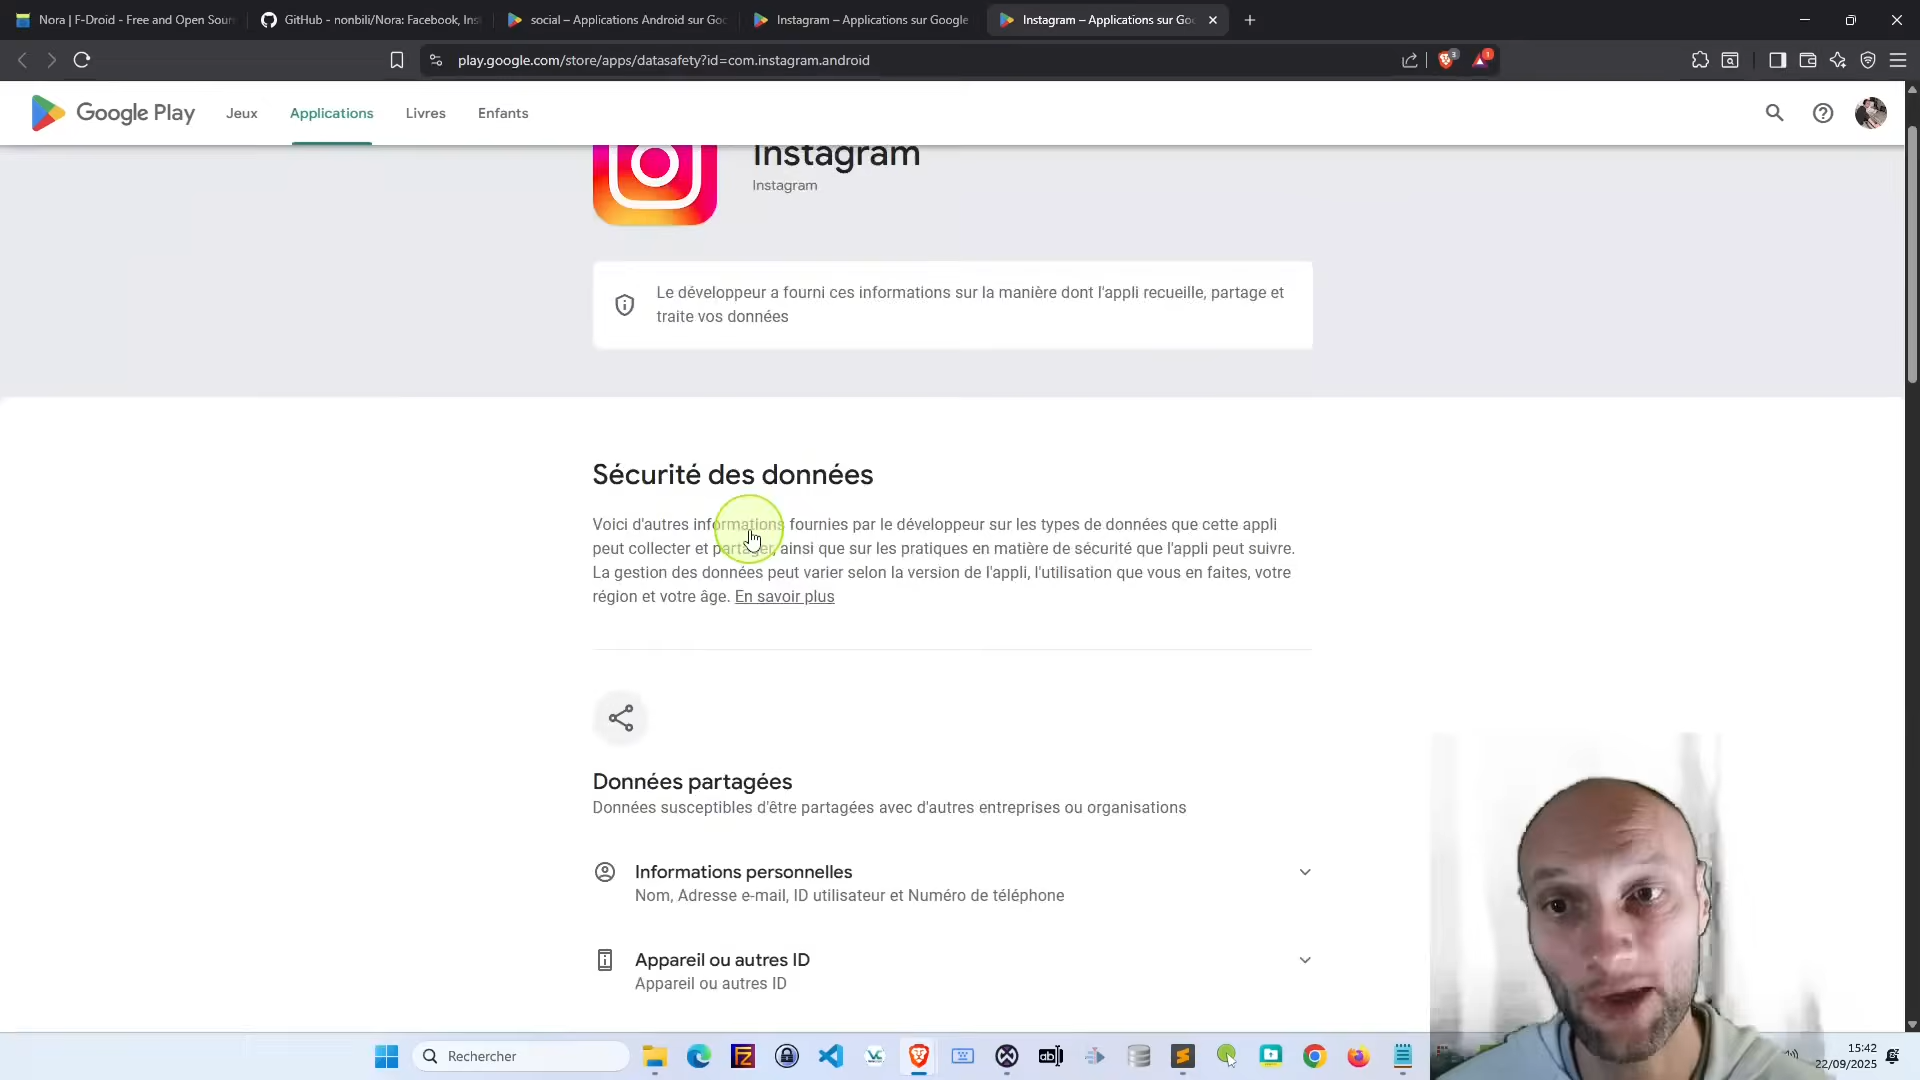 Nora | F-Droid - Free and Open Sour
GitHub - nonbili/Nora: Facebook, Ins
social – Applications Android sur Goo
Instagram – Applications sur Google
Instagram – Applications sur Goo
play.google.com/store/apps/datasafety?id=com.instagram.android
3
1
Google Play
Jeux
Applications
Livres
Enfants
Instagram
Instagram
Le développeur a fourni ces informations sur la manière dont l'appli recueille, partage et
traite vos données
Sécurité des données
Voici d'autres informations fournies par le développeur sur les types de données que cette appli
peut collecter et partager, ainsi que sur les pratiques en matière de sécurité que l'appli peut suivre.
La gestion des données peut varier selon la version de l'appli, l'utilisation que vous en faites, votre
région et votre âge. En savoir plus
Données partagées
Données susceptibles d'être partagées avec d'autres entreprises ou organisations
Informations personnelles
Nom, Adresse e-mail, ID utilisateur et Numéro de téléphone
Appareil ou autres ID
Appareil ou autres ID
Rechercher
15:42
22/09/2025